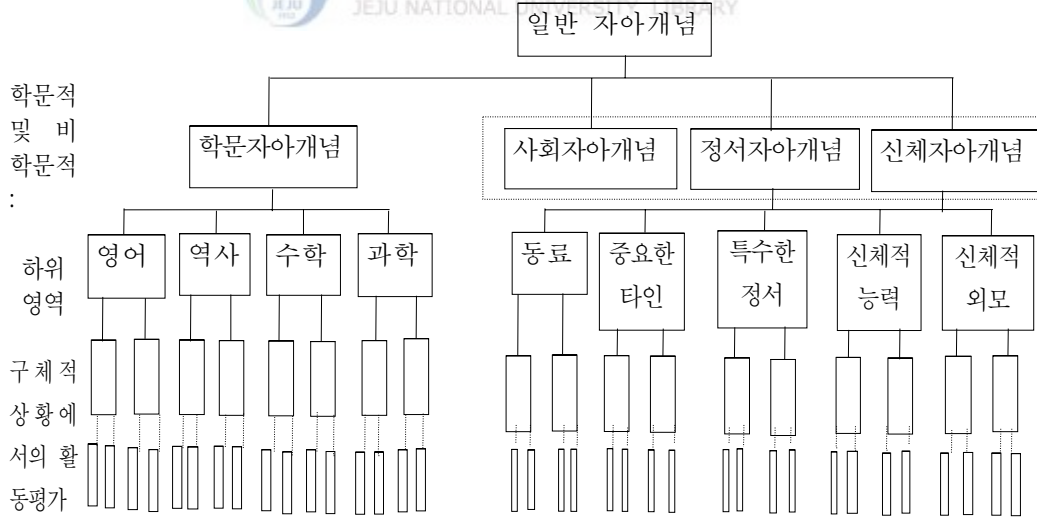 JEJU
1952
JEJU NATIONAL UNIVERSITY LIBRARY
일반 자아개념
학문적
및 비
학문적
:
학문자아개념
사회자아개념
정서자아개념
신체자아개념
하위
영역
영어
역사
수학
과학
동료
중요한
타인
특수한
정서
신체적
능력
신체적
외모
구체적
상황에
서의 활
동평가